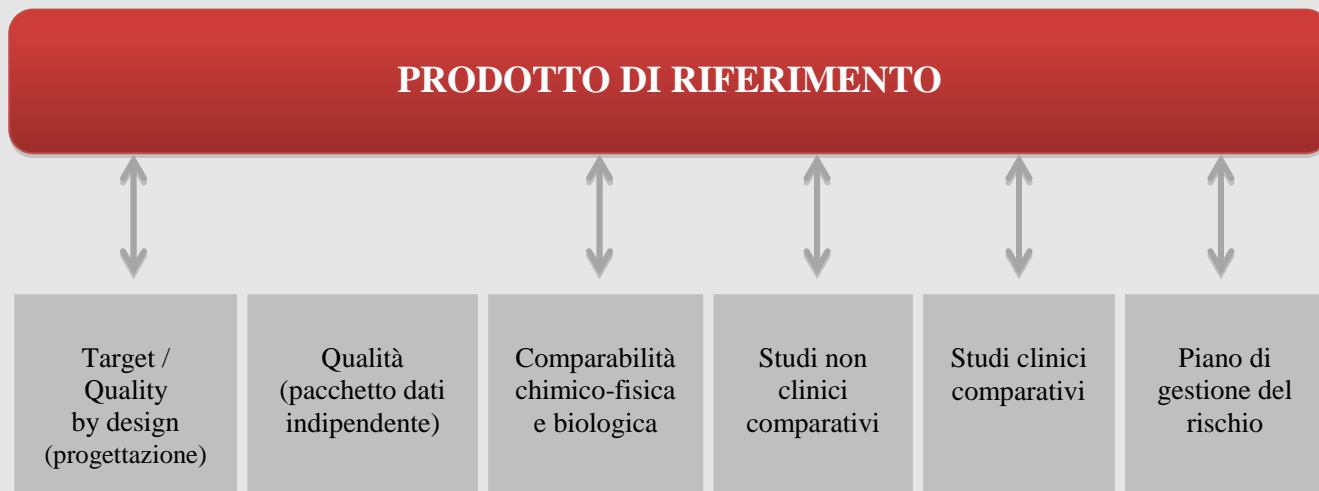 PRODOTTO DI RIFERIMENTO
Target /
Quality
by design
(progettazione)
Qualità
(pacchetto dati
indipendente)
Comparabilità
chimico-fisica
e biologica
Studi non
clinici
comparativi
Studi clinici
comparativi
Piano di
gestione del
rischio